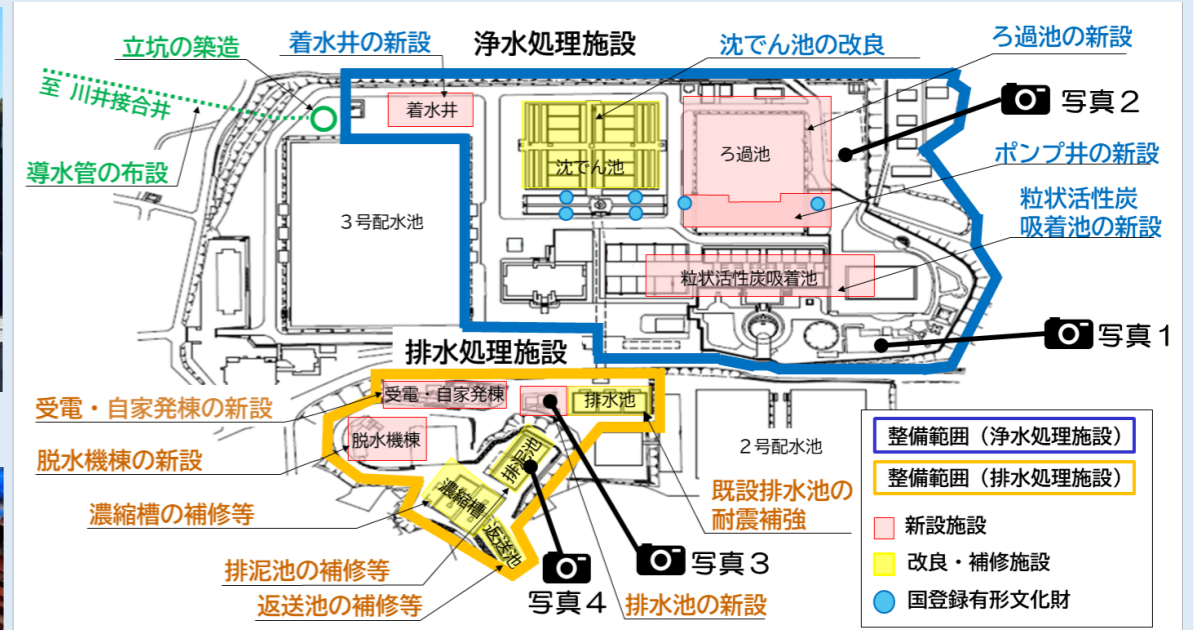 立坑の築造
着水井の新設
浄水処理施設
沈でん池の改良
ろ過池の新設
至 川井接合井
着水井
写真2
沈でん池
ろ過池
ポンプ井の新設
導水管の布設
3号配水池
粒状活性炭
吸着池の新設
粒状活性炭吸着池
写真1
排水処理施設
受電・自家発棟の新設
受電・自家発棟
排水池
脱水機棟の新設
脱水機棟
2号配水池
整備範囲（浄水処理施設）
整備範囲（排水処理施設）
排泥池
濃縮槽
返送池
濃縮槽の補修等
既設排水池の
耐震補強
新設施設
改良・補修施設
国登録有形文化財
排泥池の補修等
写真3
返送池の補修等
写真4
排水池の新設